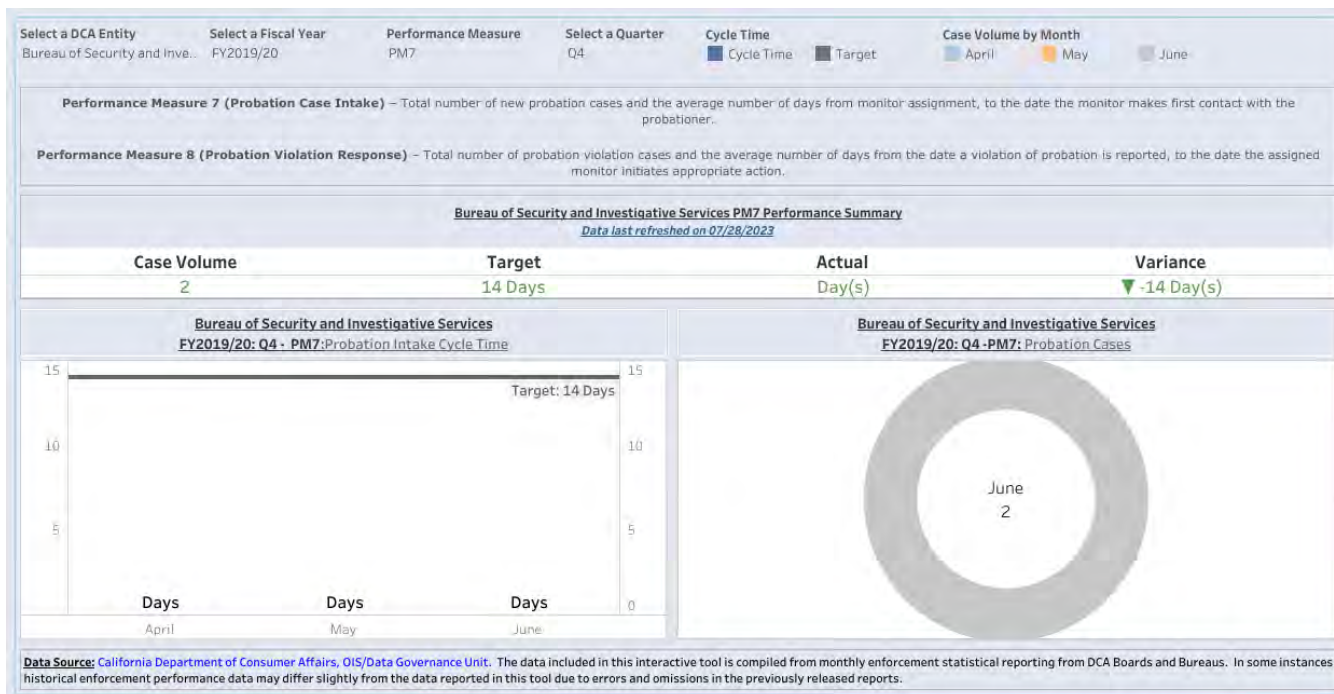 Select a DCA Entity Select a Fiscal Year Performance Measure Select a Quarter Cycle Time Case Volume by Month
Bureau of Security and Inve.. FY2019/20 PM7 Q4 Cycle Time Target April May June
Performance Measure 7 (Probation Case Intake) – Total number of new probation cases and the average number of days from monitor assignment, to the date the monitor makes first contact with the
probationer..
Performance Measure 8 (Probation Violation Response) – Total number of probation violation cases and the average number of days from the date a violation of probation is reported, to the date the assigned
monitor initiates appropriate action.
Bureau of Security and Investigative Services PM7 Performance Summary
Data last refreshed on 07/28/2023
Case Volume Target Actual Variance
2 14 Days Day(s) ▼ -14 Day(s)
Bureau of Security and Investigative Services
FY2019/20: Q4 - PM7:Probation Intake Cycle Time
15 15
Target: 14 Days
10 10
5 5
Days Days Days 0
April May June
Bureau of Security and Investigative Services
FY2019/20: Q4 -PM7: Probation Cases
June
2
Data Source: California Department of Consumer Affairs, OIS/Data Governance Unit. The data included in this interactive tool is compiled from monthly enforcement statistical reporting from DCA Boards and Bureaus. In some instances
historical enforcement performance data may differ slightly from the data reported in this tool due to errors and omissions in the previously released reports.